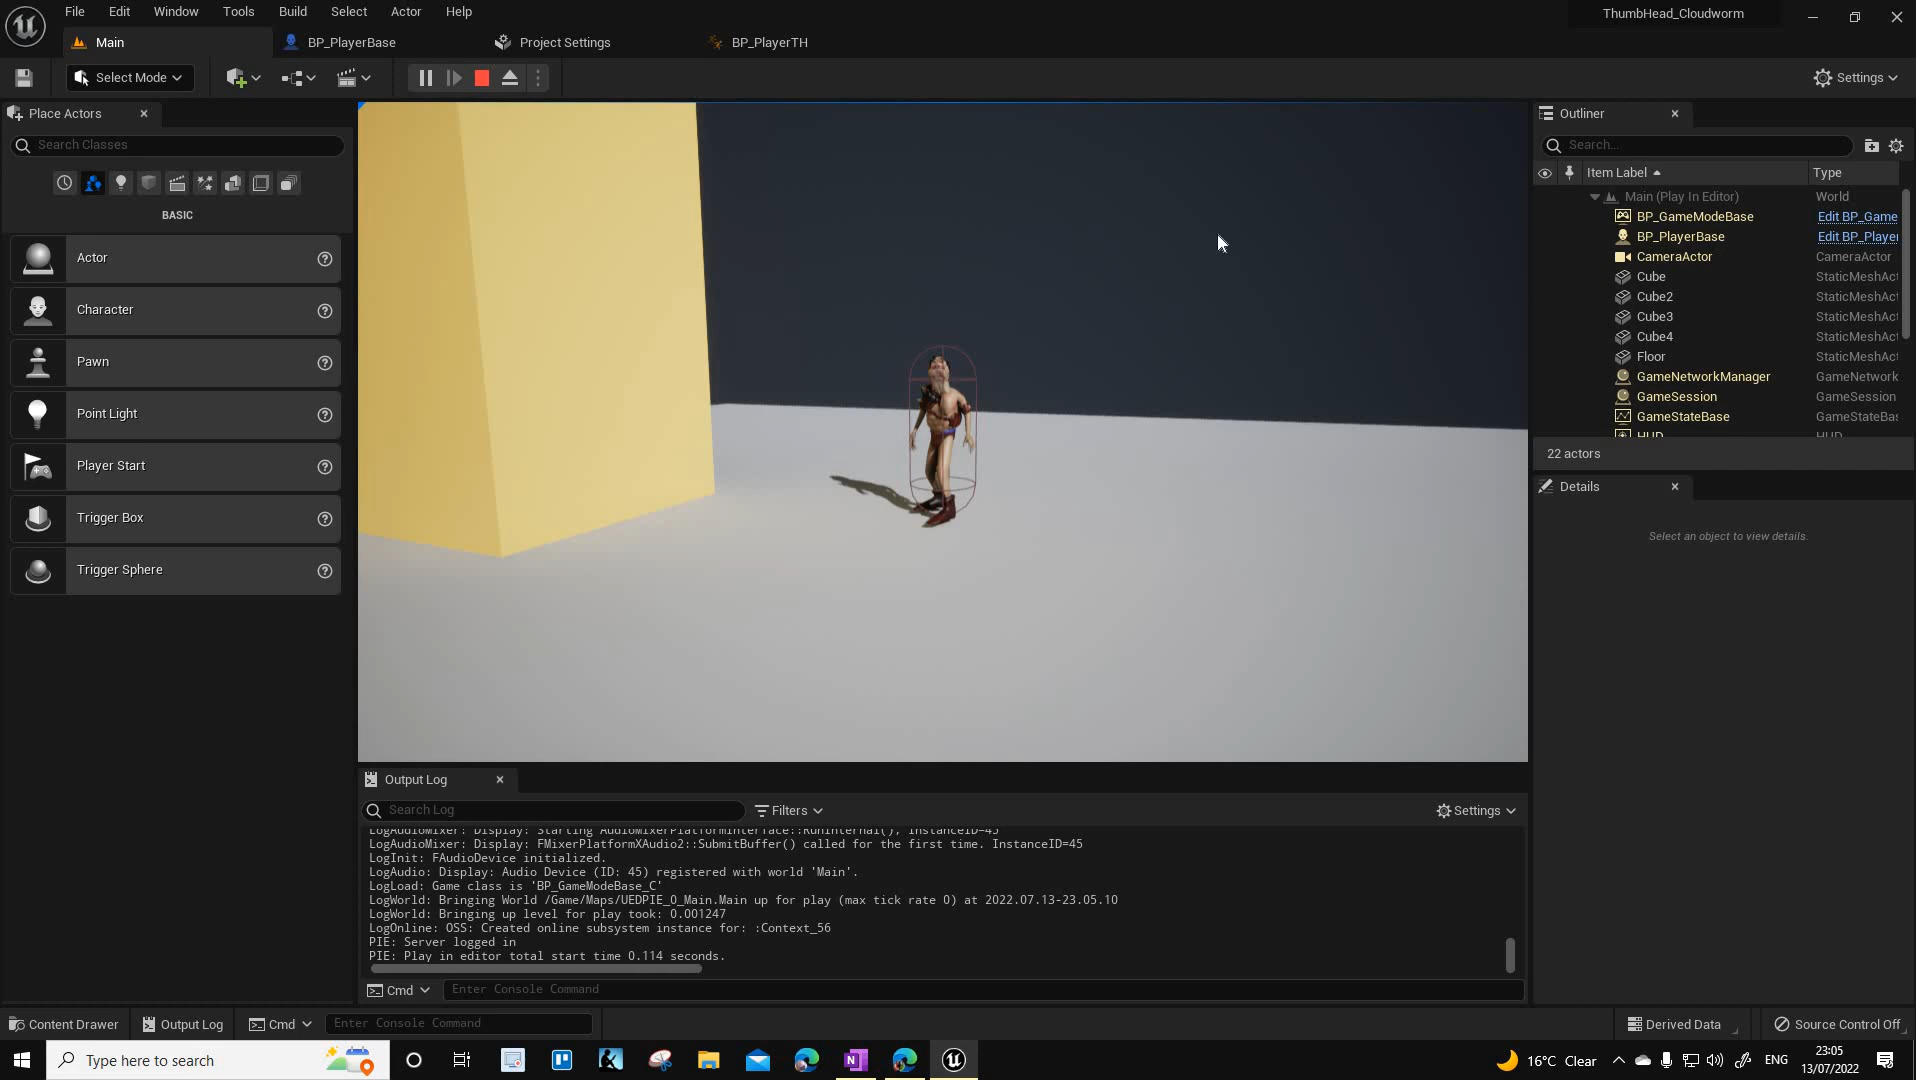 File Edit Window Tools Build Select Actor Help
ThumbHead_Cloudworm
Main
BP_PlayerBase
Project Settings
BP_PlayerTH
Select Mode
Settings
Place Actors
Search Classes
BASIC
Actor
Character
Pawn
Point Light
Player Start
Trigger Box
Trigger Sphere
Outliner
Search...
Item Label Type
Main (Play In Editor) World
BP_GameModeBase Edit BP_Game
BP_PlayerBase Edit BP_Player
CameraActor CameraActor
Cube StaticMeshAct
Cube2 StaticMeshAct
Cube3 StaticMeshAct
Cube4 StaticMeshAct
Floor StaticMeshAct
GameNetworkManager GameNetwork
GameSession GameSession
GameStateBase GameStateBas
HUD HUD
22 actors
Details
Select an object to view details.
Output Log
Search Log
Filters
Settings
LogAudioMixer: Display: Starting AudioMixerPlatformInterface::RunInternal(), InstanceID=45
LogAudioMixer: Display: FMixerPlatformXAudio2::SubmitBuffer() called for the first time. InstanceID=45
LogInit: FAudioDevice initialized.
LogAudio: Display: Audio Device (ID: 45) registered with world 'Main'.
LogLoad: Game class is 'BP_GameModeBase_C'
LogWorld: Bringing World /Game/Maps/UEDPIE_0_Main.Main up for play (max tick rate 0) at 2022.07.13-23.05.10
LogWorld: Bringing up level for play took: 0.001247
LogOnline: OSS: Created online subsystem instance for: :Context_56
PIE: Server logged in
PIE: Play in editor total start time 0.114 seconds.
Cmd
Enter Console Command
Content Drawer
Output Log
Cmd
Enter Console Command
Derived Data
Source Control Off
Type here to search
16°C Clear
ENG
23:05
13/07/2022